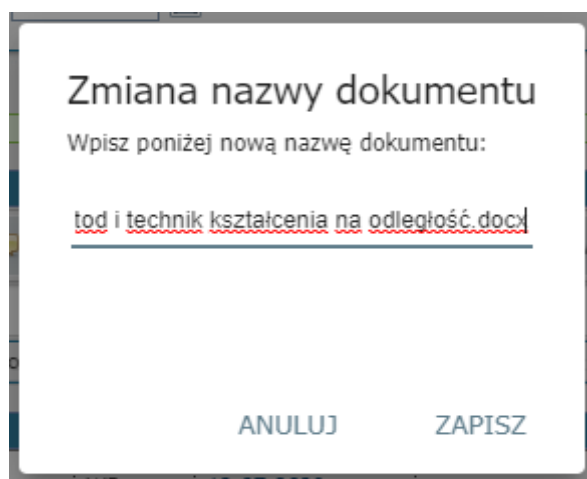 Zmiana nazwy dokumentu
Wpisz poniżej nową nazwę dokumentu:
tod i technik kształcenia na odległość.docx
ANULUJ ZAPISZ